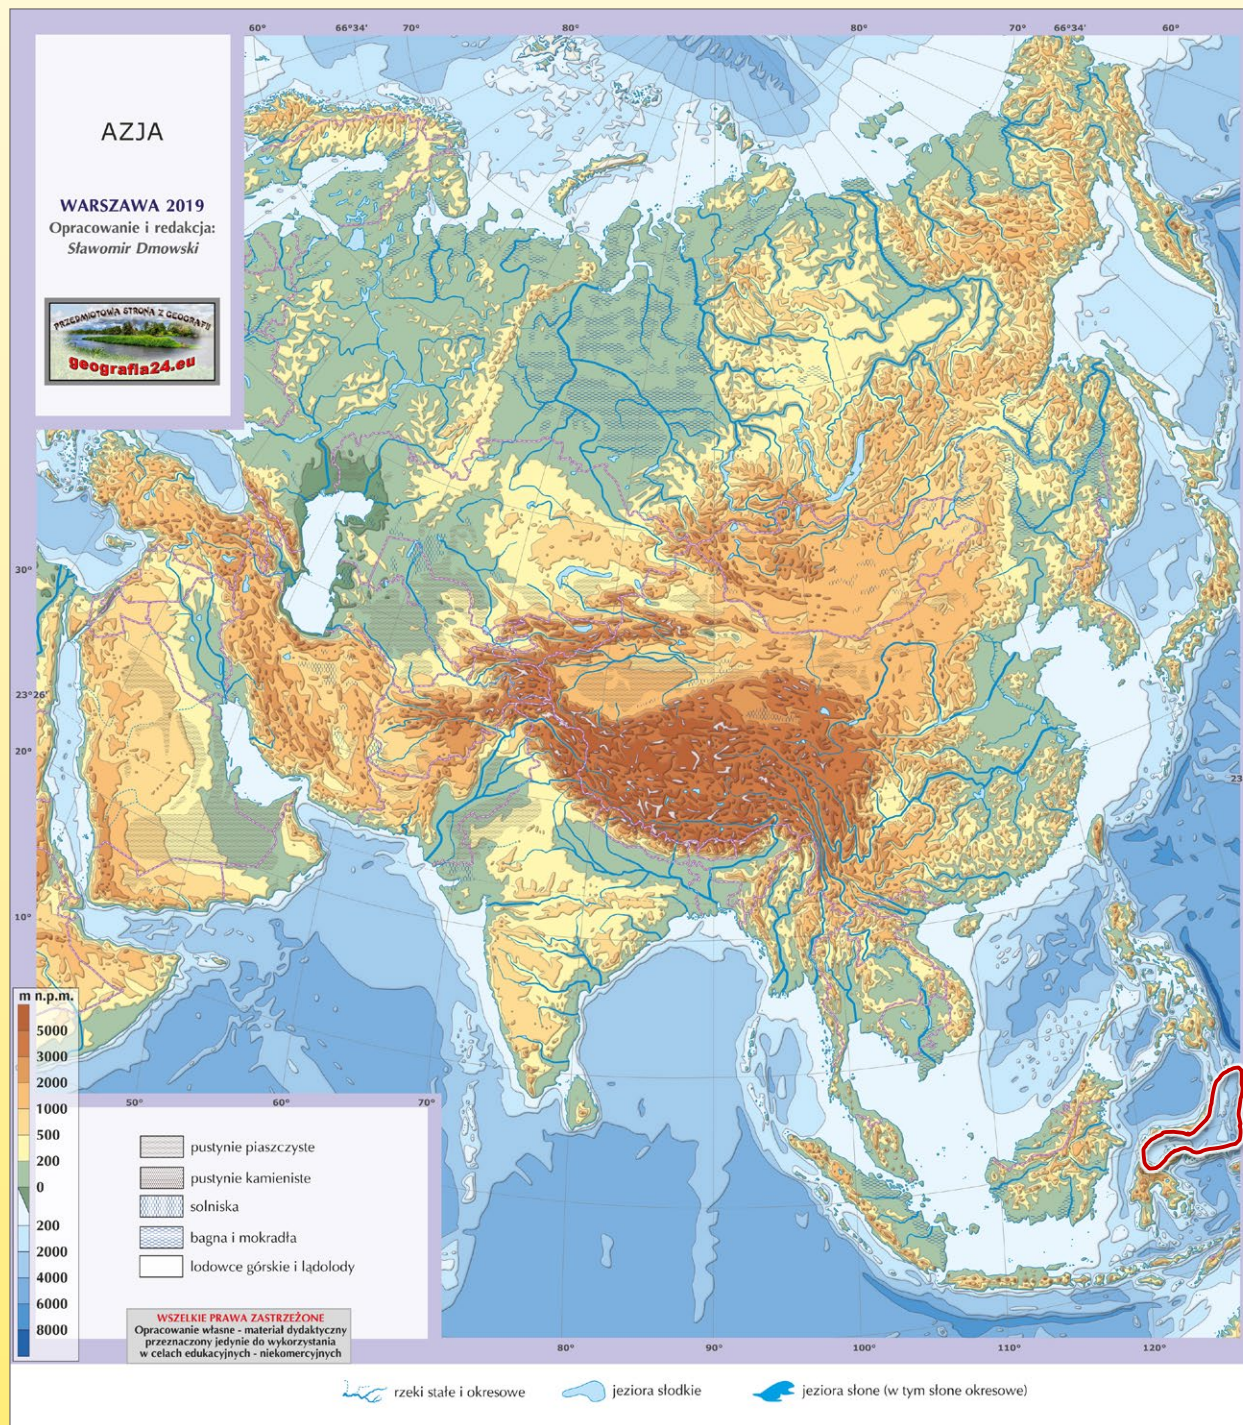 60° 66°34' 70° 80° 80° 70° 66°34' 60°
AZJA
WARSZAWA 2019
Opracowanie i redakcja:
Sławomir Dmowski
PRZEDMIOTOWA STRONA Z GEOGRAFII
geografia24.eu
30°
23°26'
20°
23
10°
m n.p.m.
5000
3000
2000
1000
500
200
0
200
2000
4000
6000
8000
50° 60° 70°
pustynie piaszczyste
pustynie kamieniste
solniska
bagna i mokradła
lodowce górskie i lądolody
WSZELKIE PRAWA ZASTRZEŻONE
Opracowanie własne - materiał dydaktyczny
przeznaczony jedynie do wykorzystania
w celach edukacyjnych - niekomercyjnych
80° 90° 100° 110° 120°
rzeki stałe i okresowe
jeziora słodkie
jeziora słone (w tym słone okresowe)